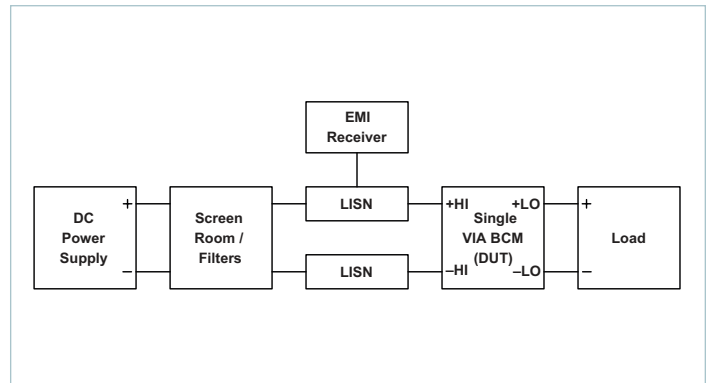 EMI
Receiver
DC
Power
Supply
+
−
Screen
Room /
Filters
LISN
LISN
+HI
+LO
Single
VIA BCM
(DUT)
–HI
–LO
+
−
Load